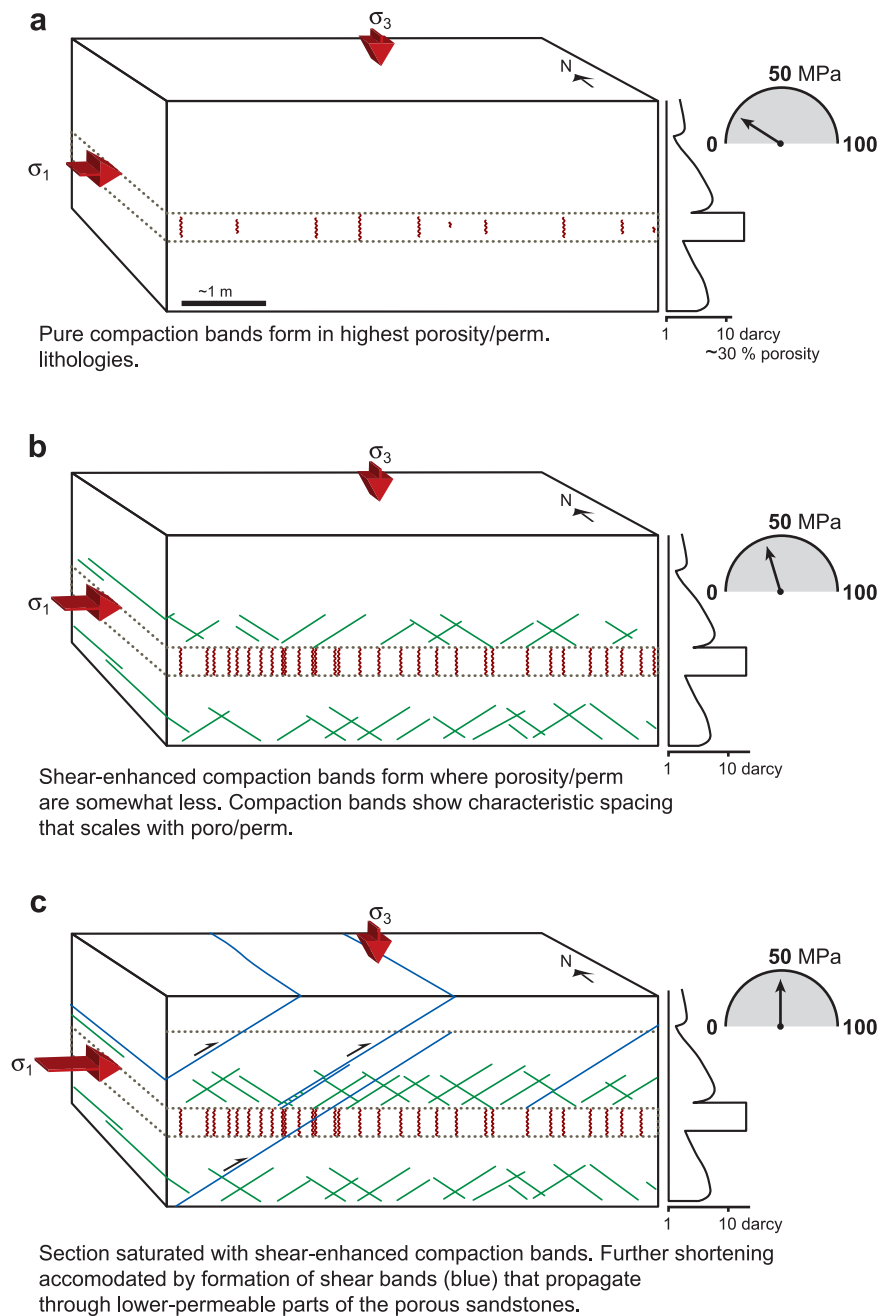 a
σ3
N
50 MPa
0
100
σ1
~1 m
1
10 darcy
~30 % porosity
Pure compaction bands form in highest porosity/perm.
lithologies.
b
σ3
N
50 MPa
0
100
σ1
1
10 darcy
Shear-enhanced compaction bands form where porosity/perm
are somewhat less. Compaction bands show characteristic spacing
that scales with poro/perm.
c
σ3
N
50 MPa
0
100
σ1
1
10 darcy
Section saturated with shear-enhanced compaction bands. Further shortening
accomodated by formation of shear bands (blue) that propagate
through lower-permeable parts of the porous sandstones.